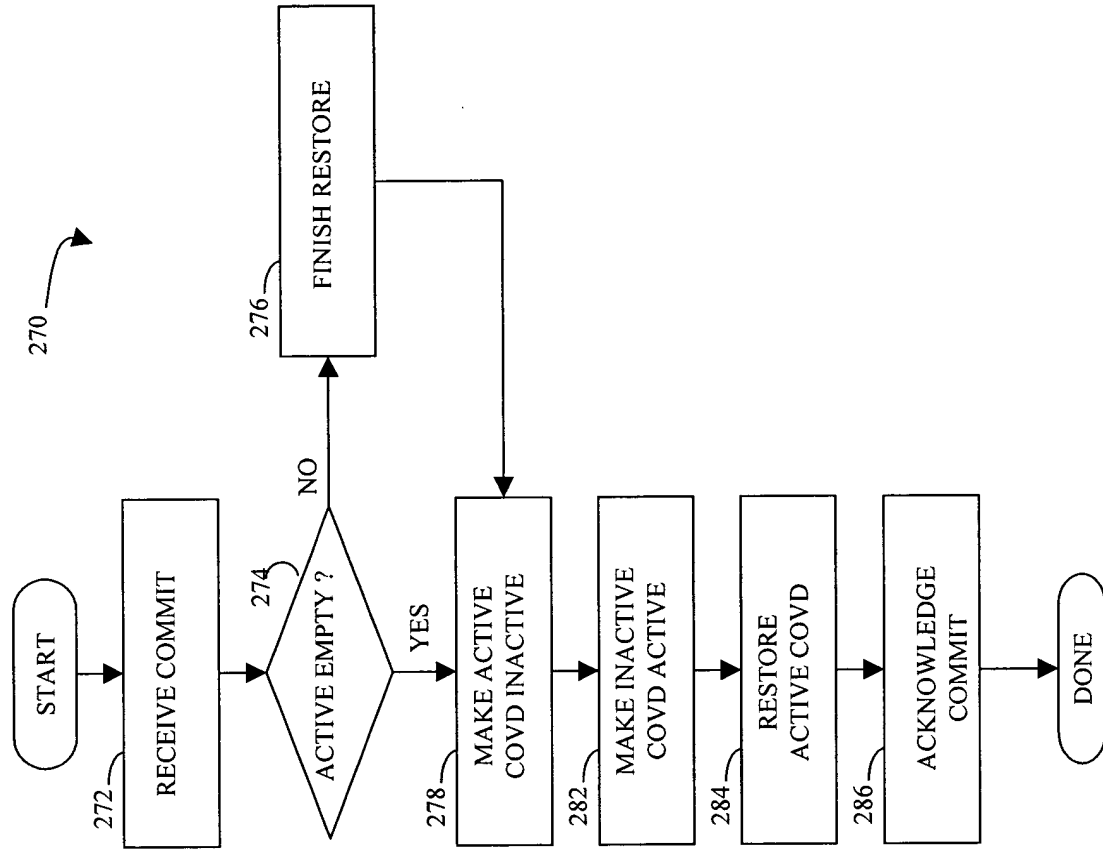 270
START
272
RECEIVE COMMIT
274
ACTIVE EMPTY ?
NO
276
FINISH RESTORE
YES
278
MAKE ACTIVE
COVD INACTIVE
282
MAKE INACTIVE
COVD ACTIVE
284
RESTORE
ACTIVE COVD
286
ACKNOWLEDGE
COMMIT
DONE